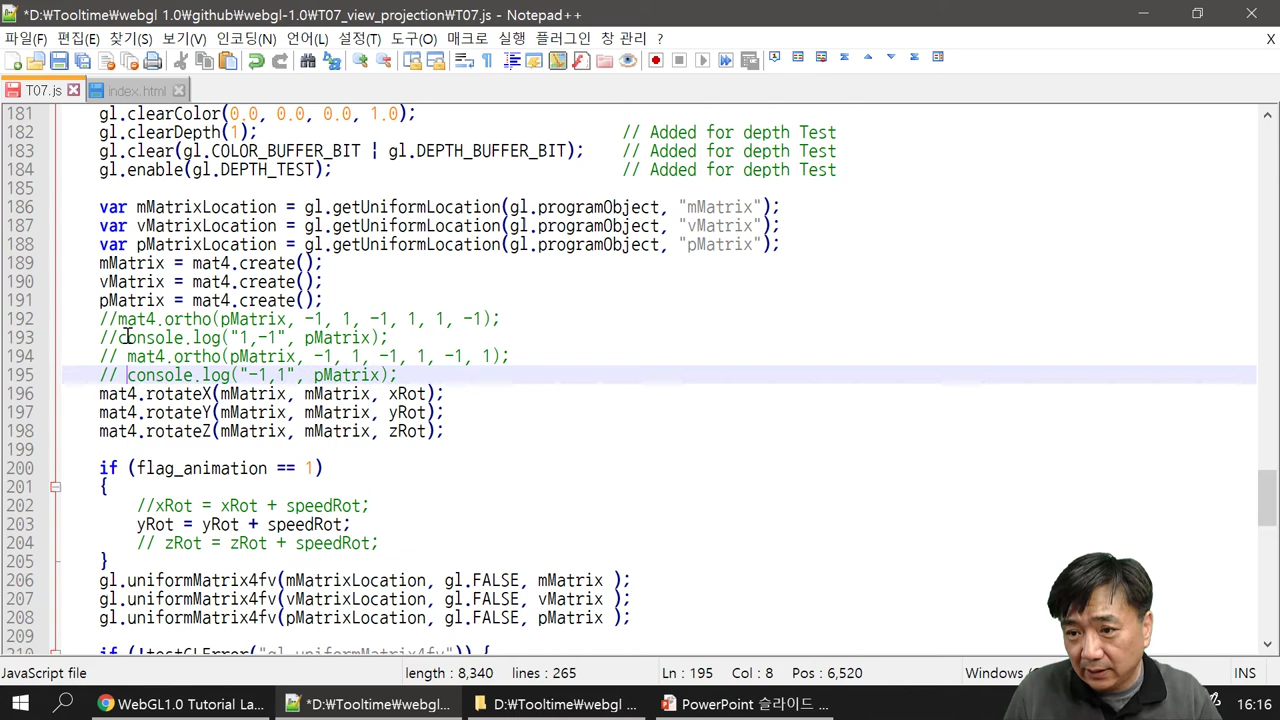 *D:₩Tooltime₩webgl 1.0₩github₩webgl-1.0₩T07_view_projection₩T07.js - Notepad++
파일(F) 편집(E) 찾기(S) 보기(V) 인코딩(N) 언어(L) 설정(T) 도구(O) 매크로 실행 플러그인 창 관리 ? X
T07.js index.html
181 gl.clearColor(0.0, 0.0, 0.0, 1.0);
182 gl.clearDepth(1); // Added for depth Test
183 gl.clear(gl.COLOR_BUFFER_BIT | gl.DEPTH_BUFFER_BIT); // Added for depth Test
184 gl.enable(gl.DEPTH_TEST); // Added for depth Test
185
186 var mMatrixLocation = gl.getUniformLocation(gl.programObject, "mMatrix");
187 var vMatrixLocation = gl.getUniformLocation(gl.programObject, "vMatrix");
188 var pMatrixLocation = gl.getUniformLocation(gl.programObject, "pMatrix");
189 mMatrix = mat4.create();
190 vMatrix = mat4.create();
191 pMatrix = mat4.create();
192 //mat4.ortho(pMatrix, -1, 1, -1, 1, 1, -1);
193 //console.log("1,-1", pMatrix);
194 // mat4.ortho(pMatrix, -1, 1, -1, 1, -1, 1);
195 // console.log("-1,1", pMatrix);
196 mat4.rotateX(mMatrix, mMatrix, xRot);
197 mat4.rotateY(mMatrix, mMatrix, yRot);
198 mat4.rotateZ(mMatrix, mMatrix, zRot);
199
200 if (flag_animation == 1)
201 {
202 //xRot = xRot + speedRot;
203 yRot = yRot + speedRot;
204 // zRot = zRot + speedRot;
205 }
206 gl.uniformMatrix4fv(mMatrixLocation, gl.FALSE, mMatrix );
207 gl.uniformMatrix4fv(vMatrixLocation, gl.FALSE, vMatrix );
208 gl.uniformMatrix4fv(pMatrixLocation, gl.FALSE, pMatrix );
209
210 if (!testGLError("gl.uniformMatrix4fv")) {
JavaScript file length : 8,340 lines : 265 Ln : 195 Col : 8 Pos : 6,520 Windows ( INS
WebGL1.0 Tutorial La... *D:₩Tooltime₩webgl... D:₩Tooltime₩webgl ... PowerPoint 슬라이드 ... 16:16